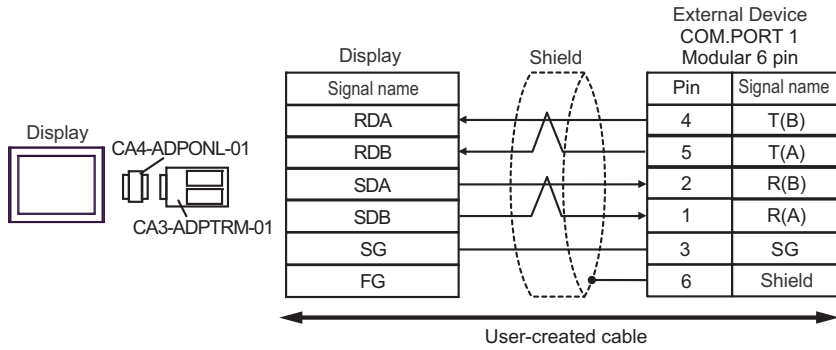 External Device
COM.PORT 1
Modular 6 pin
Display
Shield
Signal name
Pin
Signal name
RDA
4
T(B)
RDB
5
T(A)
SDA
2
R(B)
SDB
1
R(A)
SG
3
SG
FG
6
Shield
Display
CA4-ADPONL-01
CA3-ADPTRM-01
User-created cable